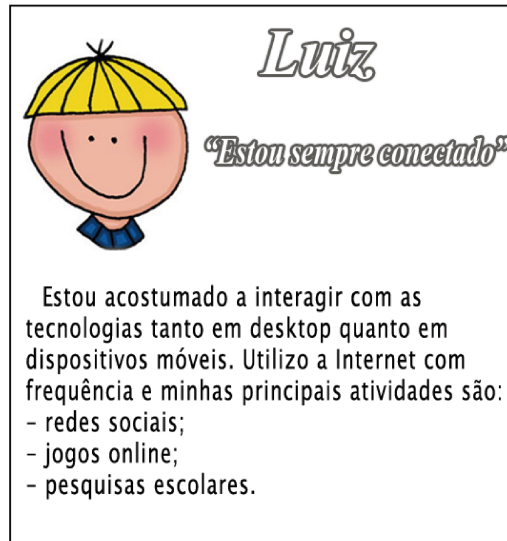 Luiz
“Estou sempre conectado”
Estou acostumado a interagir com as
tecnologias tanto em desktop quanto em
dispositivos móveis. Utilizo a Internet com
frequência e minhas principais atividades são:
– redes sociais;
– jogos online;
– pesquisas escolares.